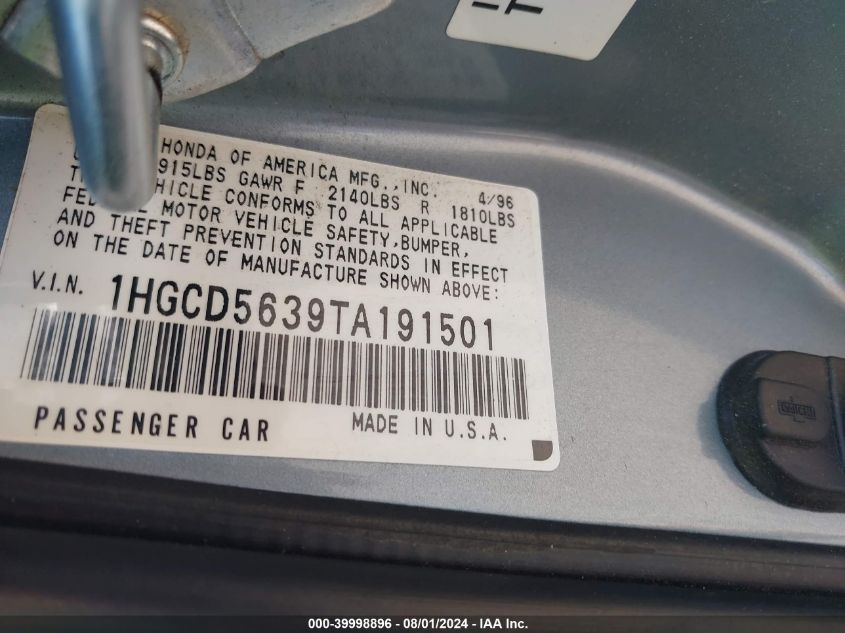 HONDA OF AMERICA MFG., INC. 4/96
915LBS GAWR F 2140LBS R 1810LBS
VEHICLE CONFORMS TO ALL APPLICABLE
MOTOR VEHICLE SAFETY, BUMPER,
AND THEFT PREVENTION STANDARDS IN EFFECT
ON THE DATE OF MANUFACTURE SHOWN ABOVE:
V.I.N. 1HGCD5639TA191501
PASSENGER CAR MADE IN U.S.A.
000-39998896 - 08/01/2024 - IAA Inc.